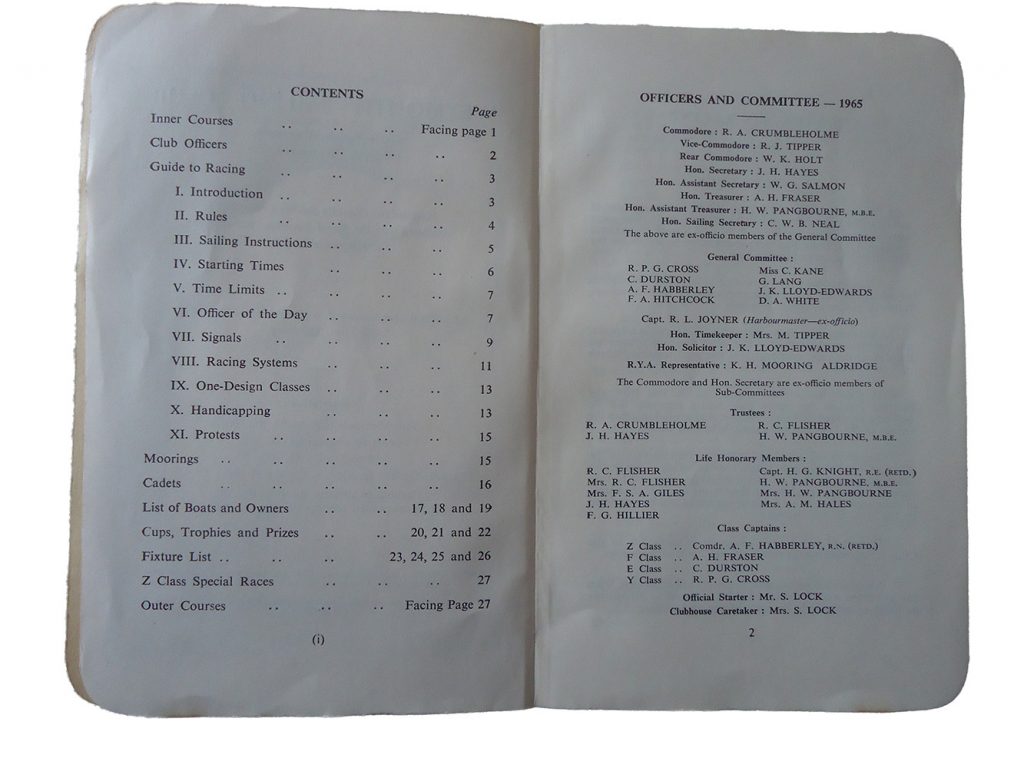 CONTENTS
Page
Inner Courses .. .. .. Facing page 1
Club Officers .. .. .. .. 2
Guide to Racing .. .. .. .. 3
I. Introduction .. .. .. .. 3
II. Rules .. .. .. .. 4
III. Sailing Instructions .. .. .. 5
IV. Starting Times .. .. .. 6
V. Time Limits .. .. .. .. 7
VI. Officer of the Day .. .. .. 7
VII. Signals .. .. .. .. 9
VIII. Racing Systems .. .. .. 11
IX. One-Design Classes .. .. .. 13
X. Handicapping .. .. .. 13
XI. Protests .. .. .. .. 15
Moorings .. .. .. .. .. 15
Cadets .. .. .. .. .. 16
List of Boats and Owners .. .. 17, 18 and 19
Cups, Trophies and Prizes .. .. 20, 21 and 22
Fixture List .. .. .. 23, 24, 25 and 26
Z Class Special Races .. .. .. 27
Outer Courses .. .. .. Facing Page 27
(i)
OFFICERS AND COMMITTEE — 1965
Commodore : R. A. CRUMBLEHOLME
Vice-Commodore : R. J. TIPPER
Rear Commodore : W. K. HOLT
Hon. Secretary : J. H. HAYES
Hon. Assistant Secretary : W. G. SALMON
Hon. Treasurer : A. H. FRASER
Hon. Assistant Treasurer : H. W. PANGBOURNE, M.B.E.
Hon. Sailing Secretary : C. W. B. NEAL
The above are ex-officio members of the General Committee
General Committee :
R. P. G. CROSS Miss C. KANE
C. DURSTON G. LANG
A. F. HABBERLEY J. K. LLOYD-EDWARDS
F. A. HITCHCOCK D. A. WHITE
Capt. R. L. JOYNER (Harbourmaster—ex-officio)
Hon. Timekeeper : Mrs. M. TIPPER
Hon. Solicitor : J. K. LLOYD-EDWARDS
R.Y.A. Representative : K. H. MOORING ALDRIDGE
The Commodore and Hon. Secretary are ex-officio members of
Sub-Committees
Trustees :
R. A. CRUMBLEHOLME R. C. FLISHER
J. H. HAYES H. W. PANGBOURNE, M.B.E.
Life Honorary Members :
R. C. FLISHER Capt. H. G. KNIGHT, R.E. (RETD.)
Mrs. R. C. FLISHER H. W. PANGBOURNE, M.B.E.
Mrs. F. S. A. GILES Mrs. H. W. PANGBOURNE
J. H. HAYES Mrs. A. M. HALES
F. G. HILLIER
Class Captains :
Z Class .. Comdr. A. F. HABBERLEY, R.N. (RETD.)
F Class .. A. H. FRASER
E Class .. C. DURSTON
Y Class .. R. P. G. CROSS
Official Starter : Mr. S. LOCK
Clubhouse Caretaker : Mrs. S. LOCK
2